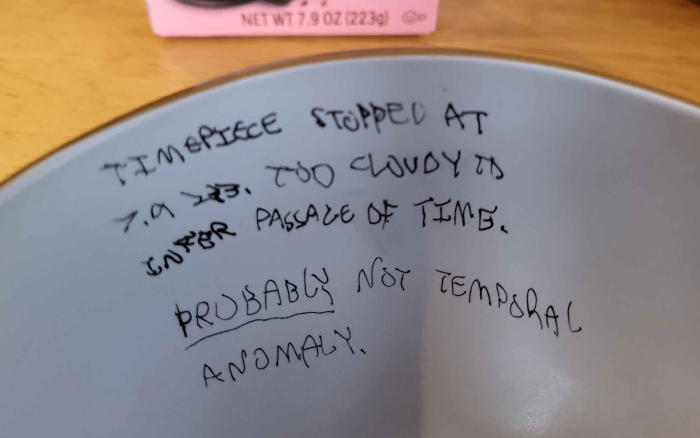 NET WT 7.9 OZ (223g)
TIMEPIECE STOPPED AT
7.9 223. TOO CLOUDY TO
INFER PASSAGE OF TIME.
PROBABLY NOT TEMPORAL
ANOMALY.